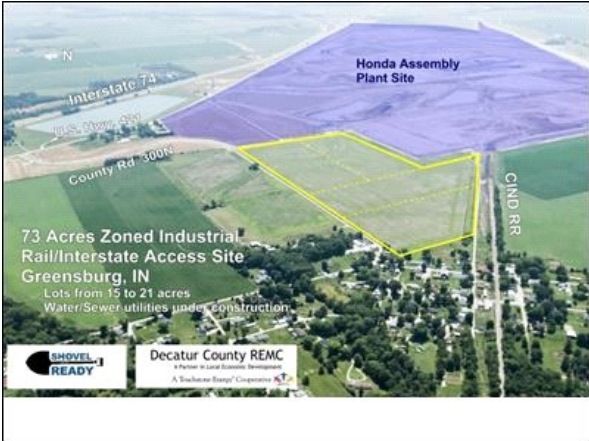 N
Interstate 74
U.S. Hwy. 421
County Rd 300N
Honda Assembly
Plant Site
CIND RR
73 Acres Zoned Industrial
Rail/Interstate Access Site
Greensburg, IN
Lots from 15 to 21 acres
Water/Sewer utilities under construction
SHOVEL
READY
Decatur County REMC
A Partner in Local Economic Development
A Touchstone Energy® Cooperative